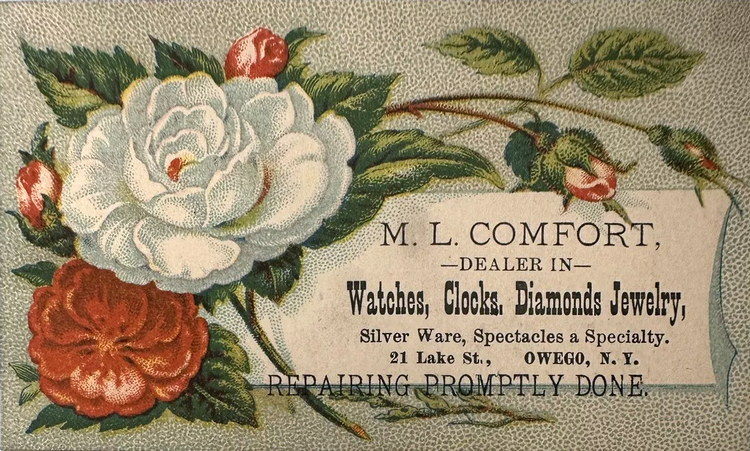 M. L. COMFORT,
—DEALER IN—
Watches, Clocks. Diamonds Jewelry,
Silver Ware, Spectacles a Specialty.
21 Lake St., OWEGO, N. Y.
REPAIRING PROMPTLY DONE.